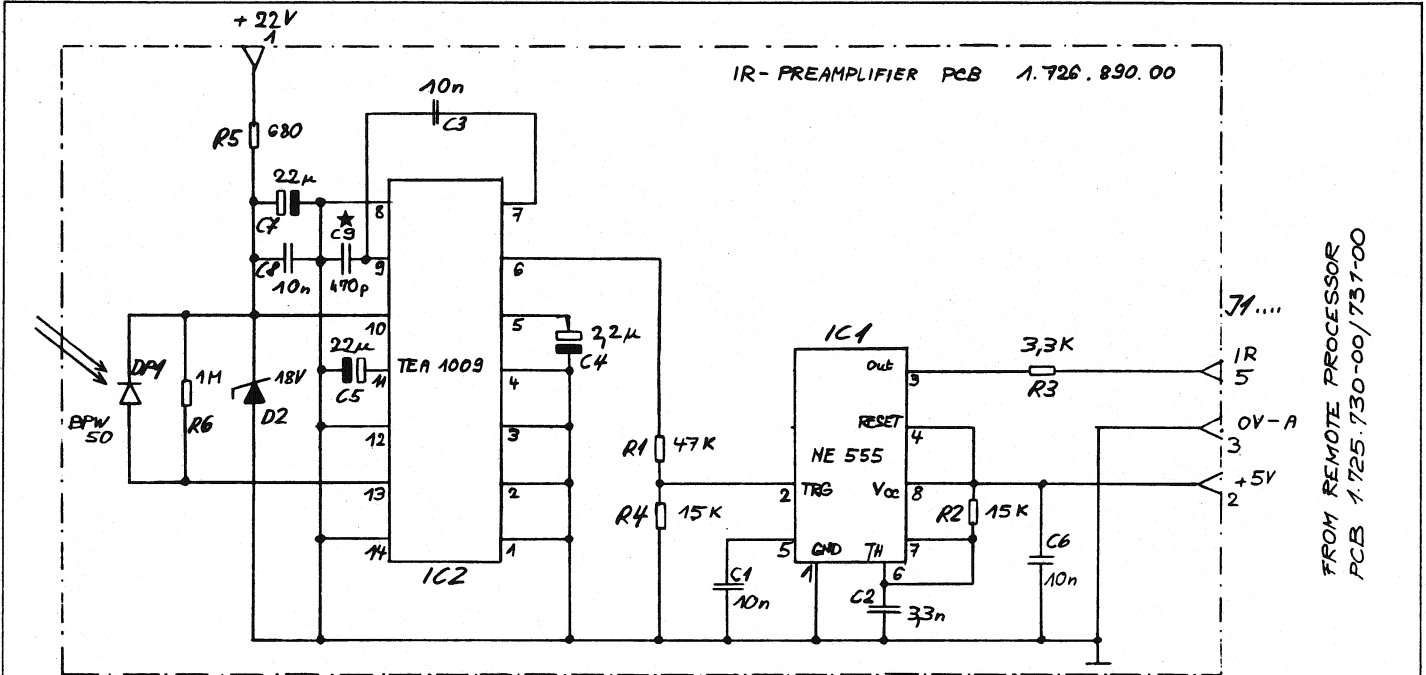 +22V
1
IR-PREAMPLIFIER PCB 1.726.890.00
10n
C3
R5 680
22µ
C7
8
7
★
C9
C8
10n
470p
9
6
10
5
2,2µ
C4
22µ
C5
11
TEA 1009
4
DP1
BPW
50
1M
R6
18V
D2
12
3
13
2
14
1
IC2
R1 47K
R4 15K
IC1
Out
3
3,3K
R3
RESET
4
NE 555
2
TRG
Vcc
8
R2 15K
5
GND
TH
7
1
6
C1
10n
C2
3,3n
C6
10n
J1....
IR
5
0V-A
3
+5V
2
FROM REMOTE PROCESSOR
PCB 1.725.730-00/731-00